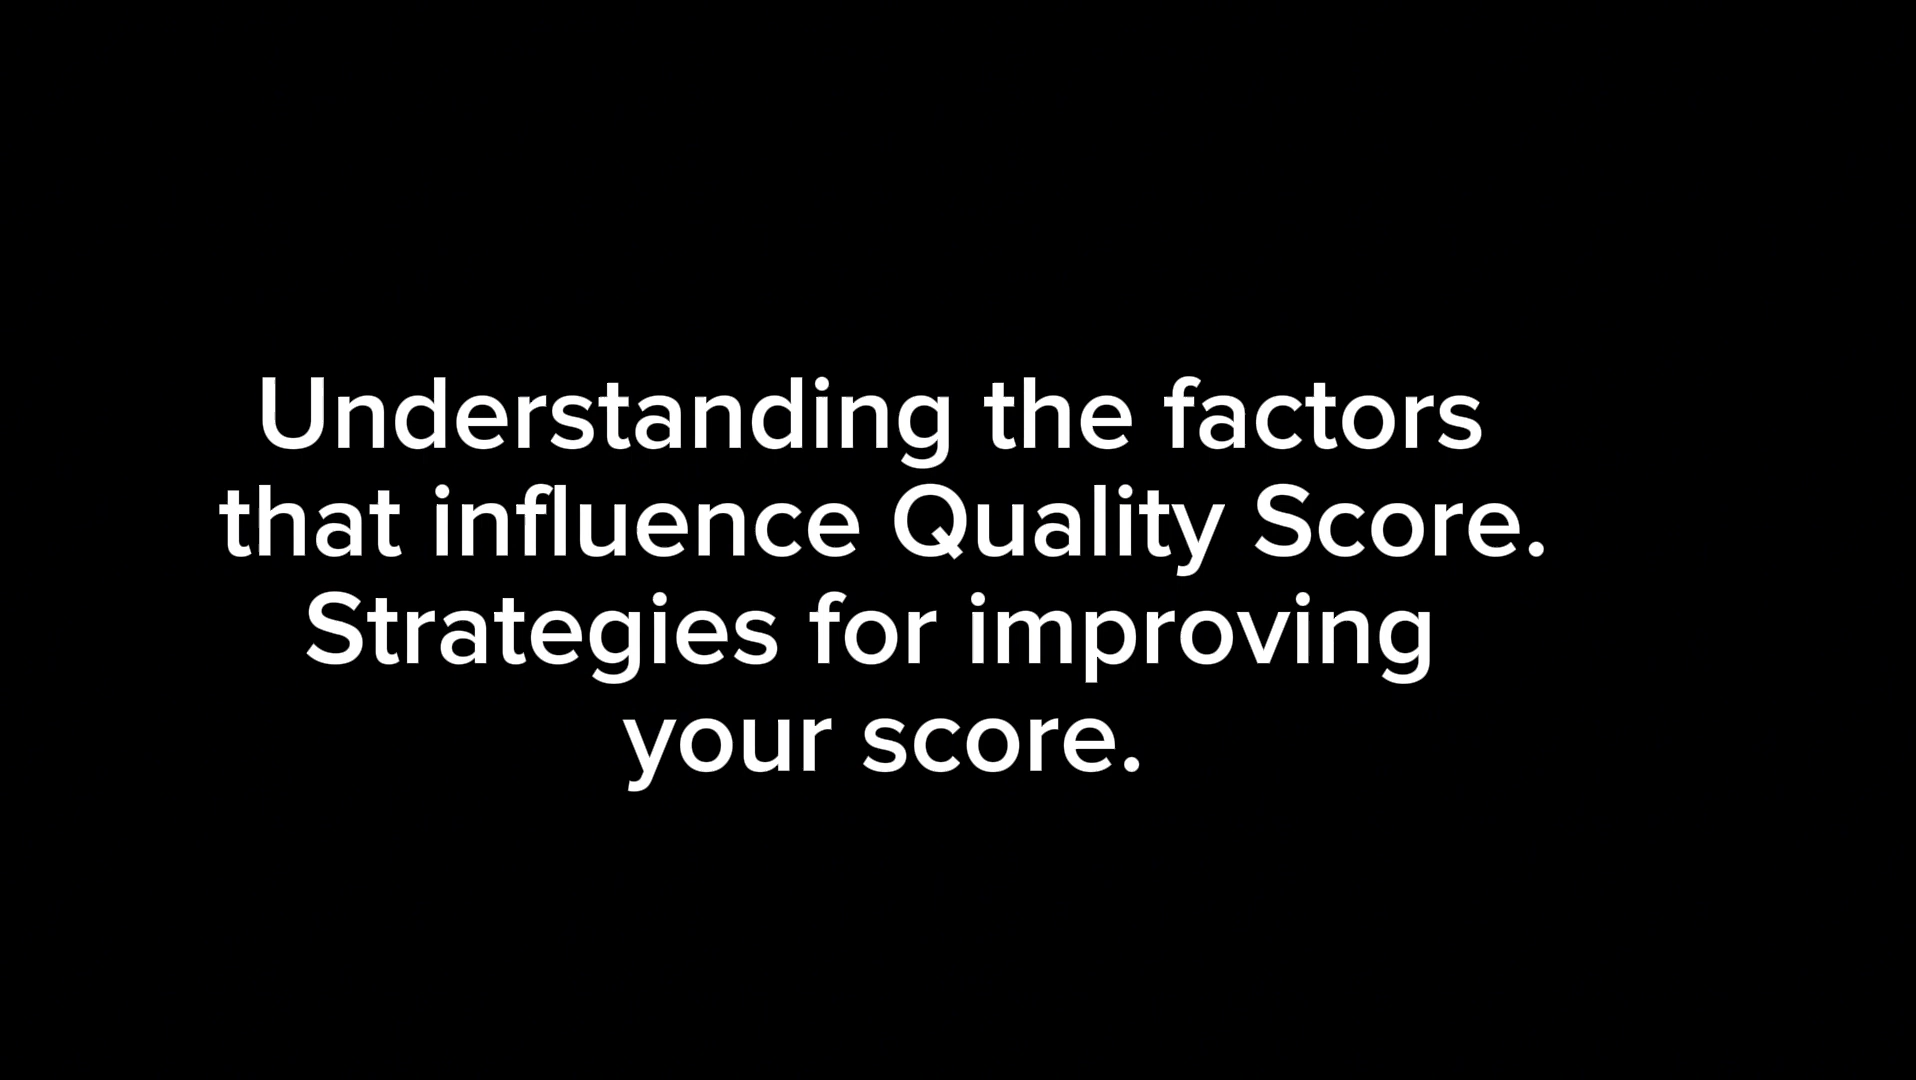 Understanding the factors
that influence Quality Score.
Strategies for improving
your score.